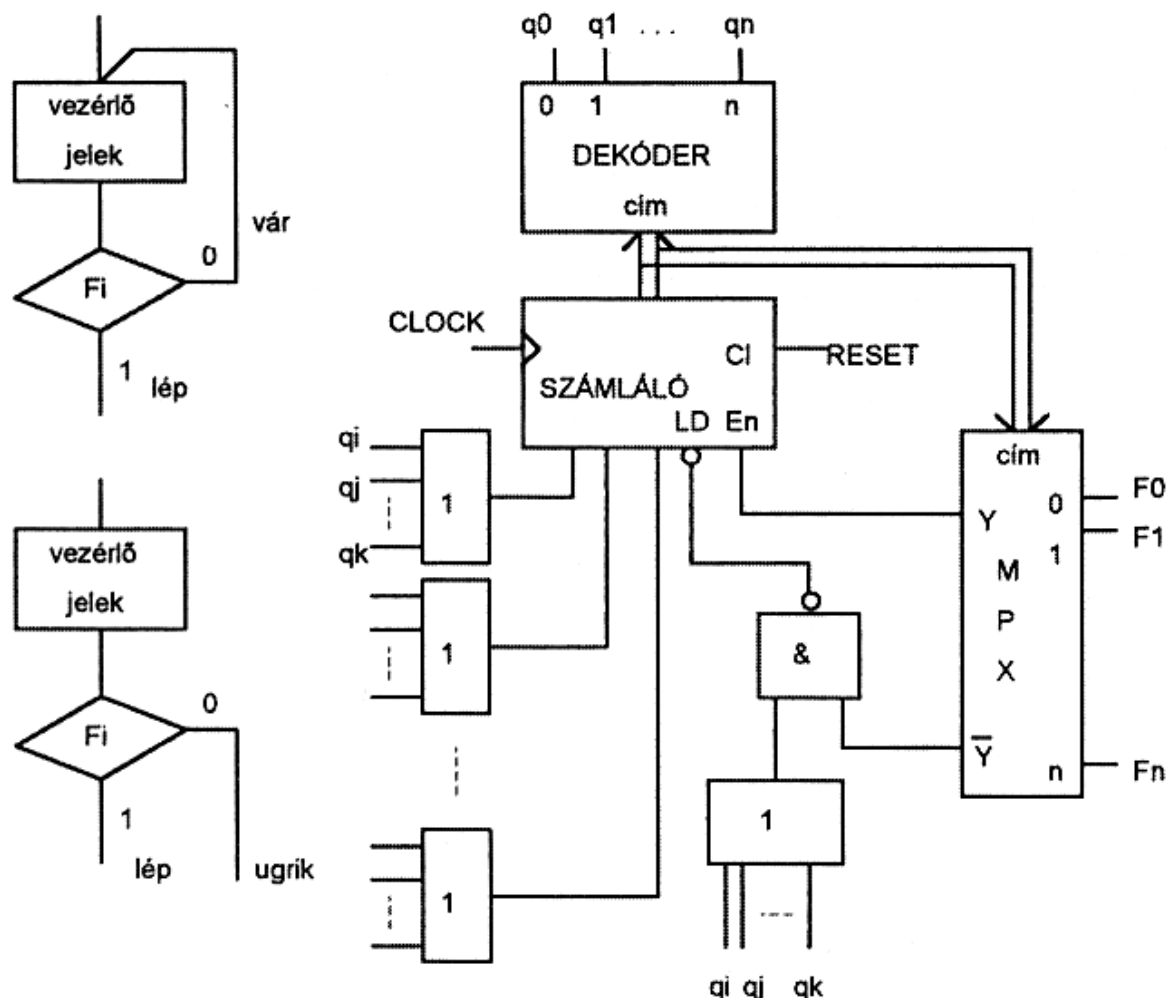 q0 q1 ... qn
0 1 n
DEKÓDER
cím
vezérlõ
jelek
0
vár
Fi
1
lép
CLOCK
Cl
RESET
SZÁMLÁLÓ
LD En
qi
qj
qk
1
1
1
cím
Y
0
1
M
P
X
Y
n
F0
F1
Fn
&
1
qi qj qk
vezérlõ
jelek
0
Fi
1
lép
ugrik